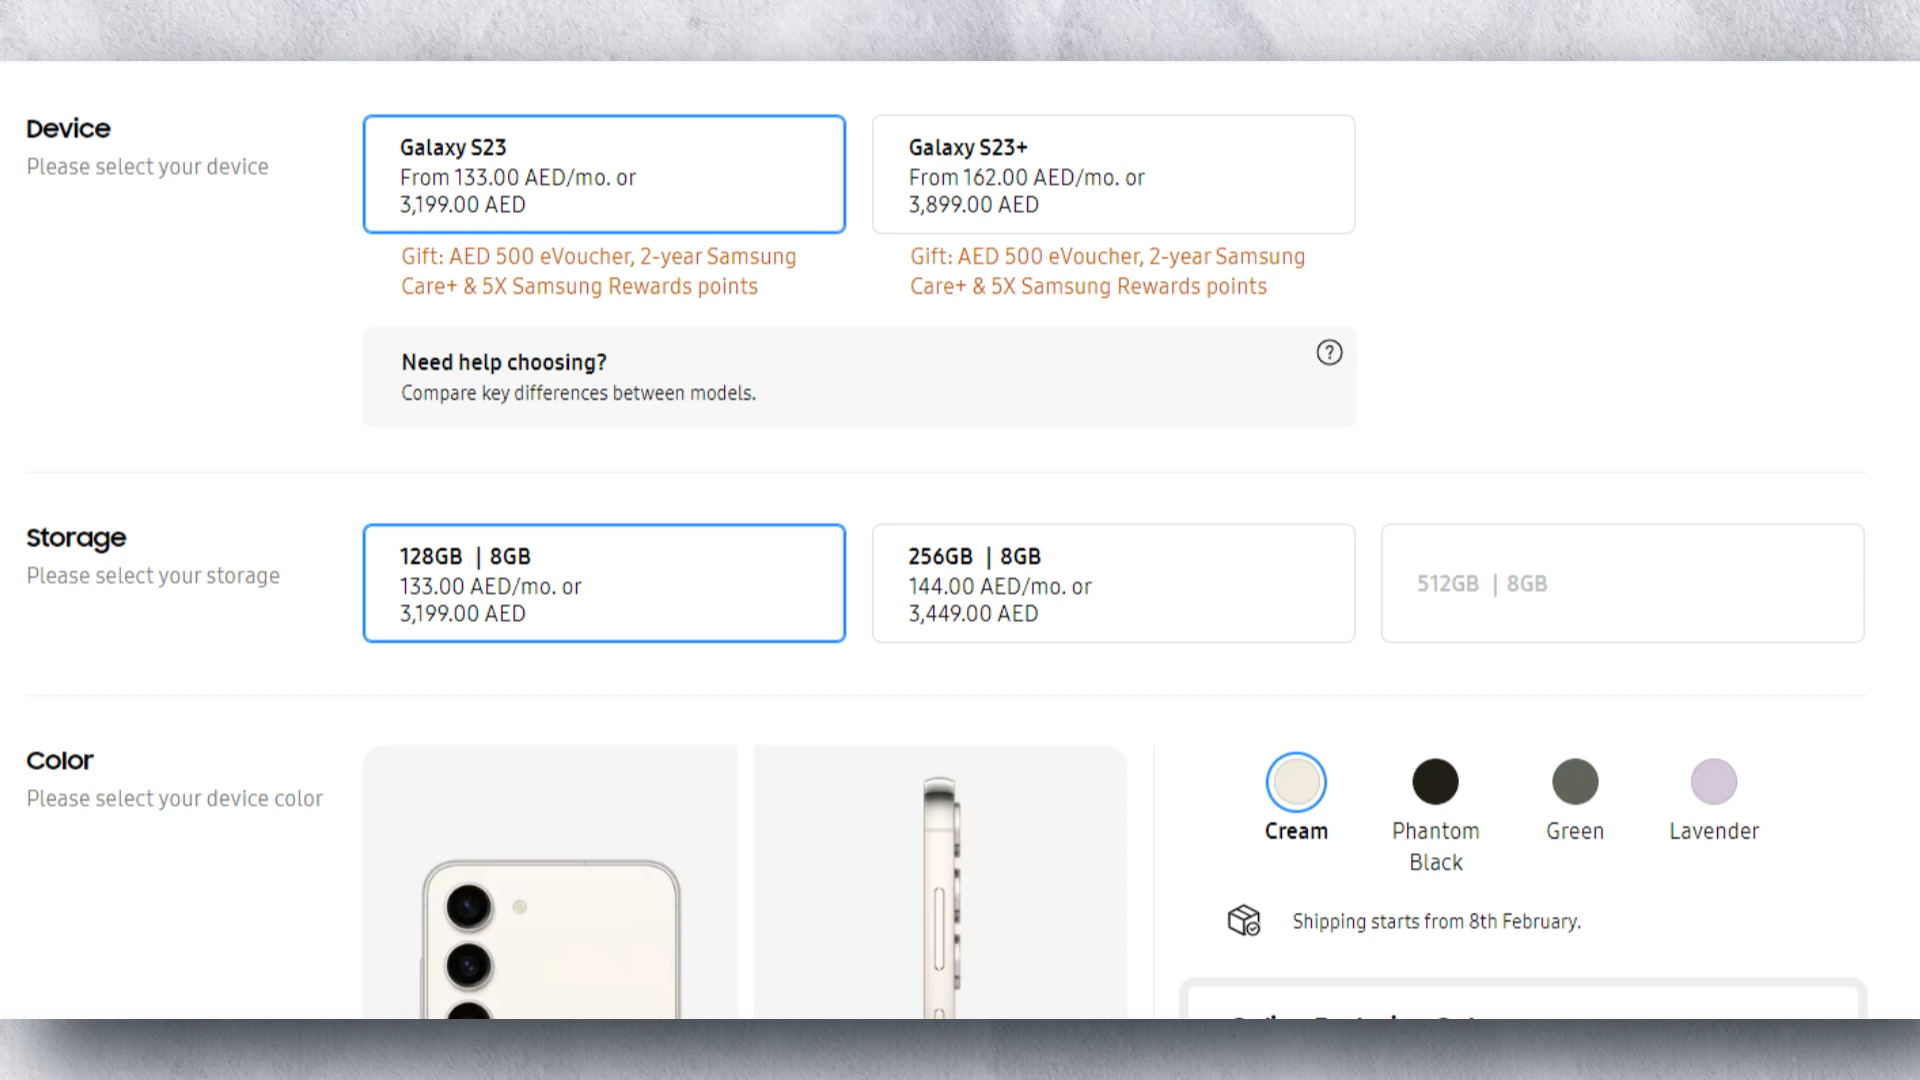 Device
Please select your device
Galaxy S23
From 133.00 AED/mo. or
3,199.00 AED
Gift: AED 500 eVoucher, 2-year Samsung
Care+ & 5X Samsung Rewards points
Galaxy S23+
From 162.00 AED/mo. or
3,899.00 AED
Gift: AED 500 eVoucher, 2-year Samsung
Care+ & 5X Samsung Rewards points
Need help choosing?
Compare key differences between models.
?
Storage
Please select your storage
128GB | 8GB
133.00 AED/mo. or
3,199.00 AED
256GB | 8GB
144.00 AED/mo. or
3,449.00 AED
512GB | 8GB
Color
Please select your device color
Cream
Phantom
Black
Green
Lavender
Shipping starts from 8th February.